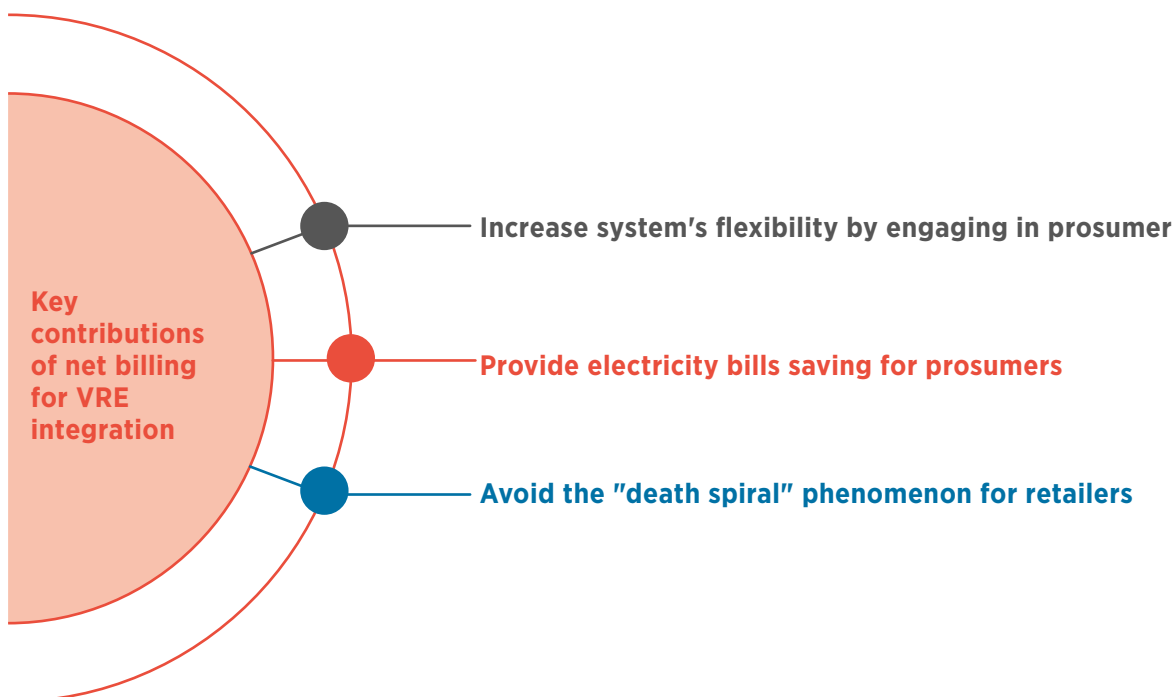 Key
contributions
of net billing
for VRE
integration
Increase system's flexibility by engaging in prosumer
Provide electricity bills saving for prosumers
Avoid the "death spiral" phenomenon for retailers